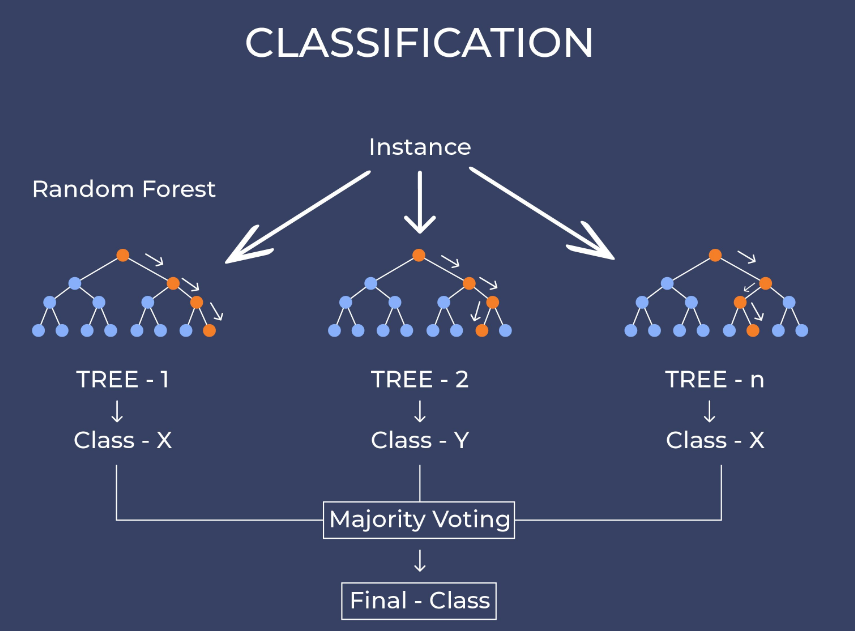 CLASSIFICATION
Instance
Random Forest
TREE - 1
TREE - 2
TREE - n
Class - X
Class - Y
Class - X
Majority Voting
Final - Class